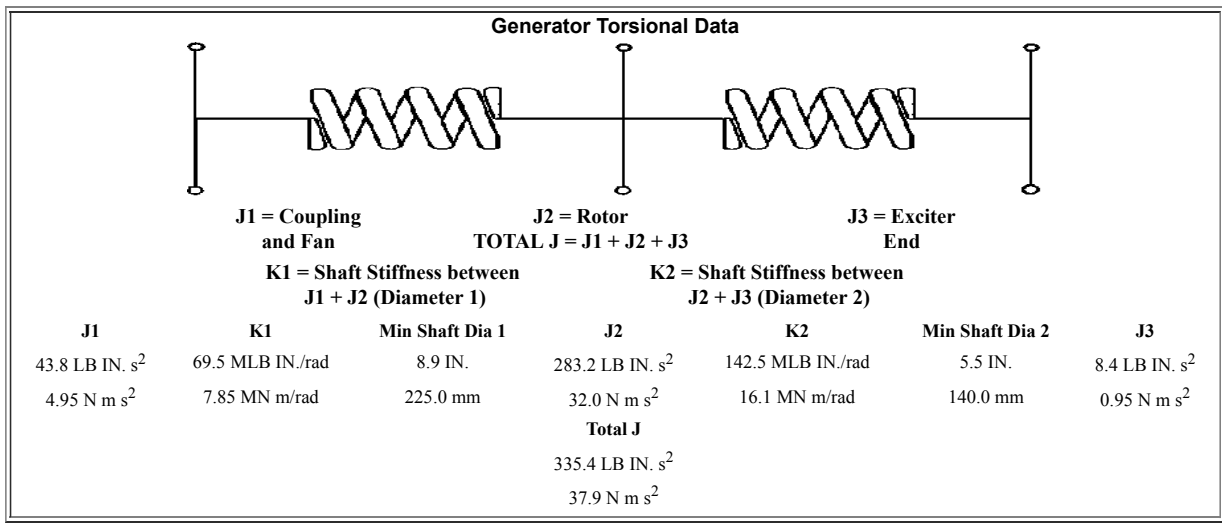 Generator Torsional Data
J1 = Coupling and Fan
J2 = Rotor
TOTAL J = J1 + J2 + J3
J3 = Exciter End
K1 = Shaft Stiffness between J1 + J2 (Diameter 1)
K2 = Shaft Stiffness between J2 + J3 (Diameter 2)
J1 K1 Min Shaft Dia 1 J2 K2 Min Shaft Dia 2 J3
43.8 LB IN. s² 69.5 MLB IN./rad 8.9 IN. 283.2 LB IN. s² 142.5 MLB IN./rad 5.5 IN. 8.4 LB IN. s²
4.95 N m s² 7.85 MN m/rad 225.0 mm 32.0 N m s² 16.1 MN m/rad 140.0 mm 0.95 N m s²
Total J
335.4 LB IN. s²
37.9 N m s²